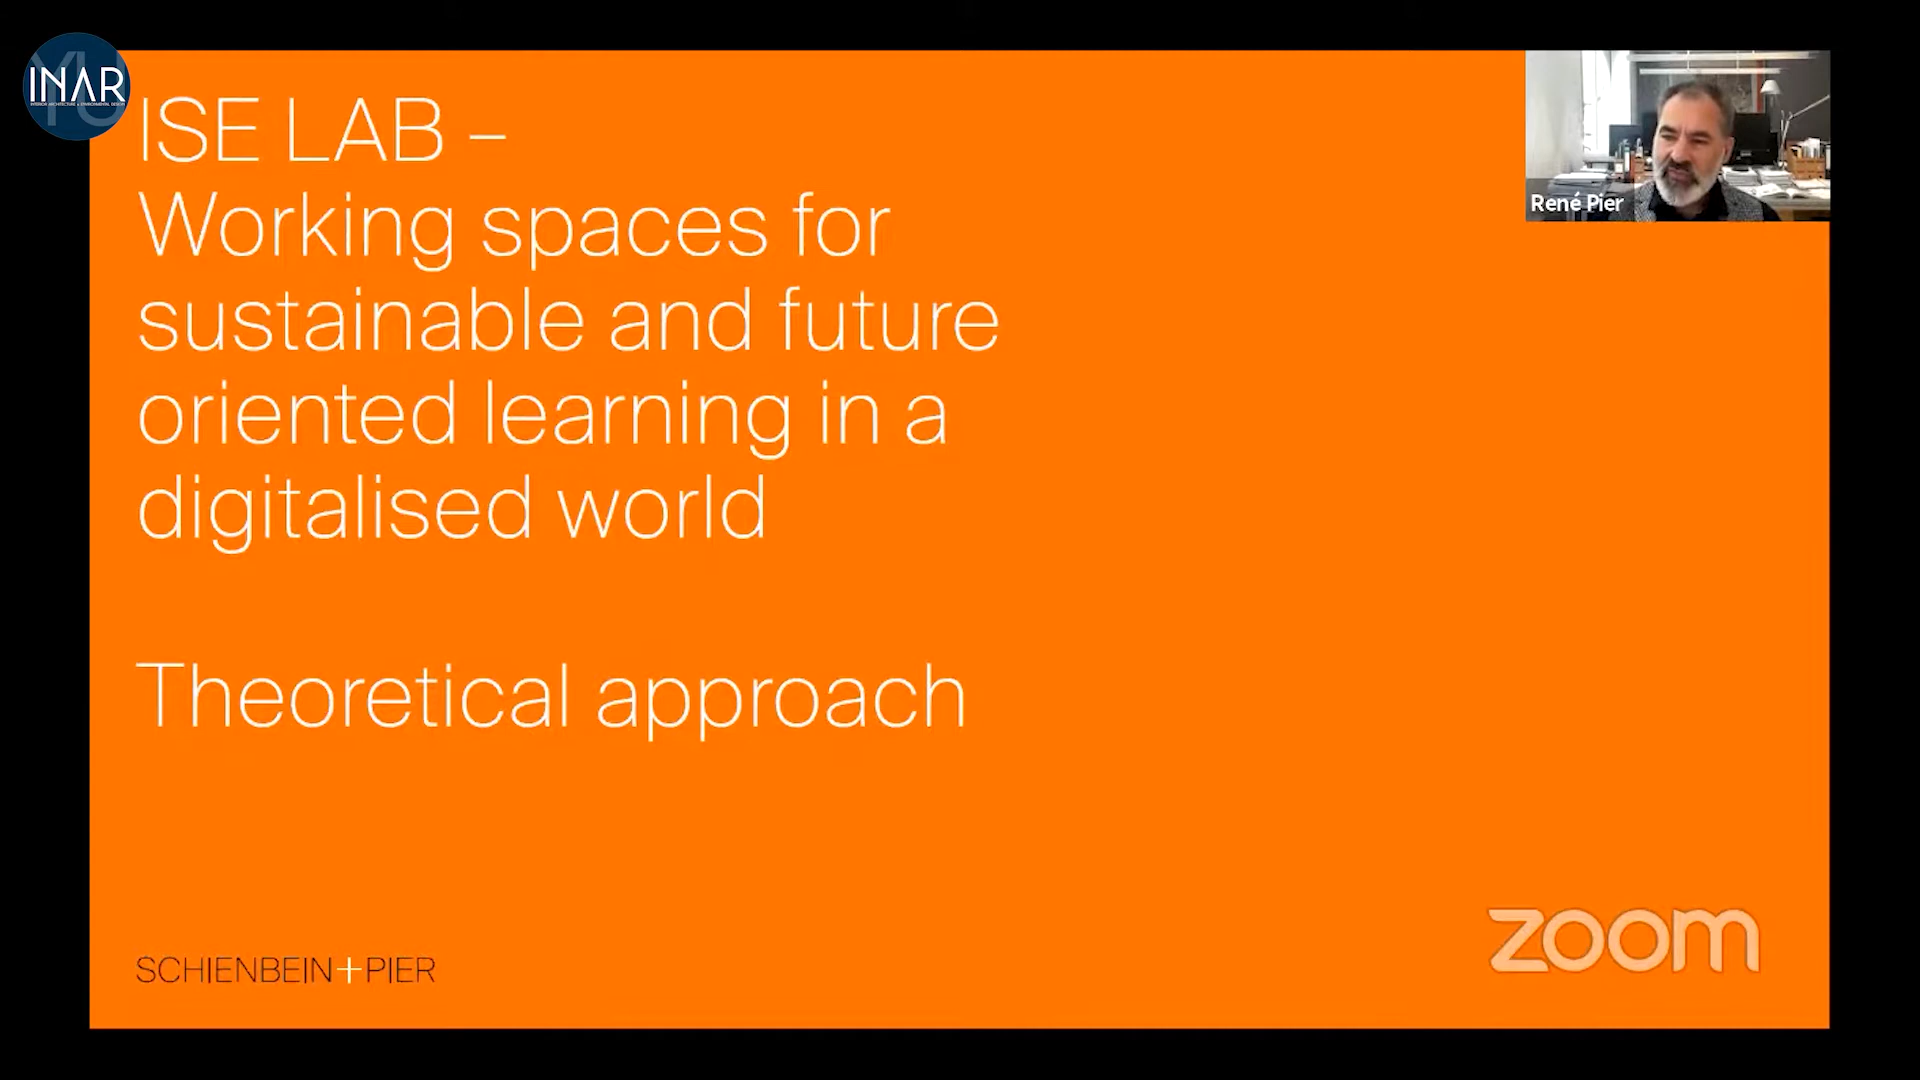 INAR
ISE LAB –
Working spaces for
sustainable and future
oriented learning in a
digitalised world
Theoretical approach
René Pier
SCHIENBEIN+PIER
zoom